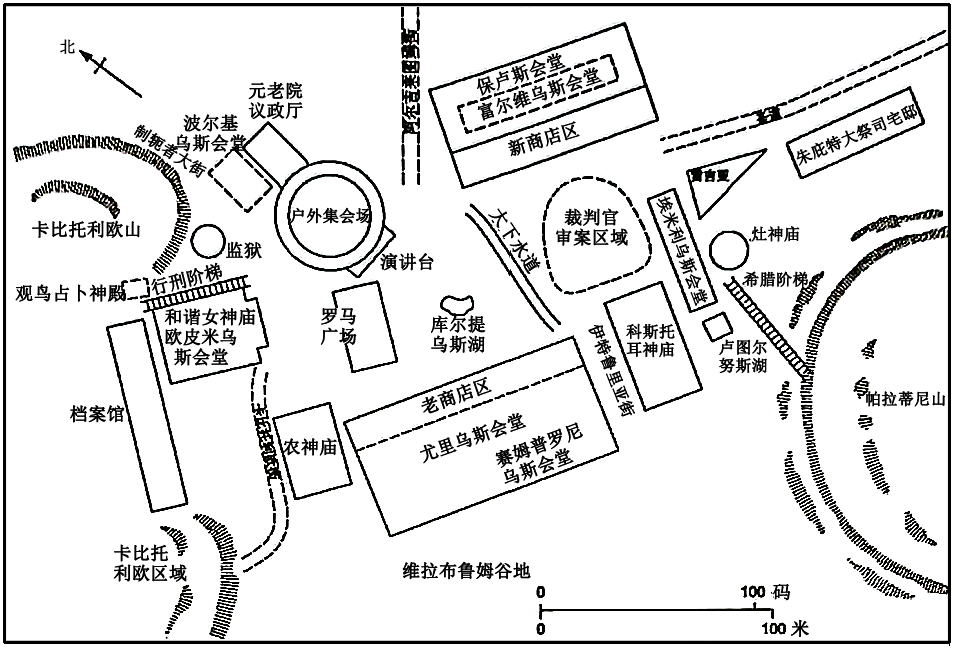 北
元老院
议政厅
波尔基
乌斯会堂
制轭者大街
保卢斯会堂
富尔维乌斯会堂
新商店区
朱庇特大祭司宅邸
卡比托利欧山
监狱
户外集会场
演讲台
大下水道
裁判官
审案区域
埃米利乌斯会堂
灶神庙
希腊阶梯
观鸟占卜神殿
行刑阶梯
和谐女神庙
欧皮米乌
斯会堂
罗马
广场
库尔提
乌斯湖
伊特鲁里亚街
科斯托
耳神庙
卢图尔
努斯湖
帕拉蒂尼山
档案馆
农神庙
老商店区
尤里乌斯会堂
赛姆普罗尼
乌斯会堂
卡比托
利欧区域
维拉布鲁姆谷地
0
100 码
0
100 米